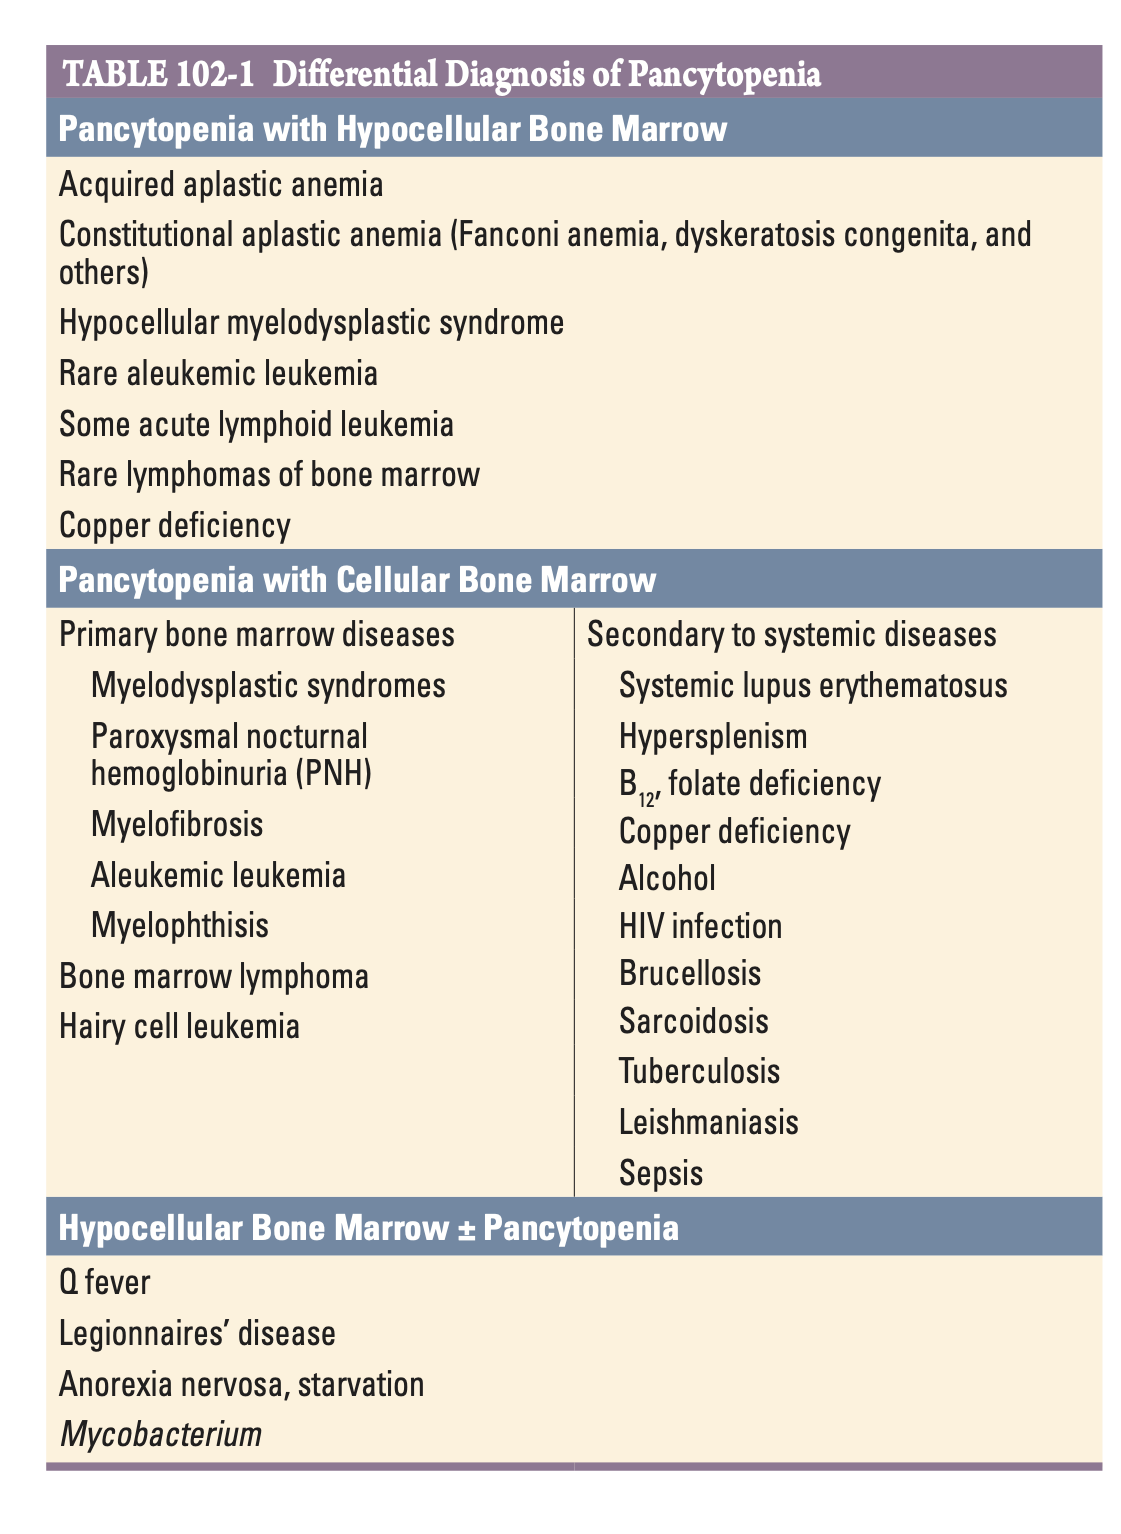 TABLE 102-1 Differential Diagnosis of Pancytopenia
Pancytopenia with Hypocellular Bone Marrow
Acquired aplastic anemia
Constitutional aplastic anemia (Fanconi anemia, dyskeratosis congenita, and
others)
Hypocellular myelodysplastic syndrome
Rare aleukemic leukemia
Some acute lymphoid leukemia
Rare lymphomas of bone marrow
Copper deficiency
Pancytopenia with Cellular Bone Marrow
Primary bone marrow diseases
Myelodysplastic syndromes
Paroxysmal nocturnal
hemoglobinuria (PNH)
Myelofibrosis
Aleukemic leukemia
Myelophthisis
Bone marrow lymphoma
Hairy cell leukemia
Secondary to systemic diseases
Systemic lupus erythematosus
Hypersplenism
B12, folate deficiency
Copper deficiency
Alcohol
HIV infection
Brucellosis
Sarcoidosis
Tuberculosis
Leishmaniasis
Sepsis
Hypocellular Bone Marrow ± Pancytopenia
Q fever
Legionnaires’ disease
Anorexia nervosa, starvation
Mycobacterium